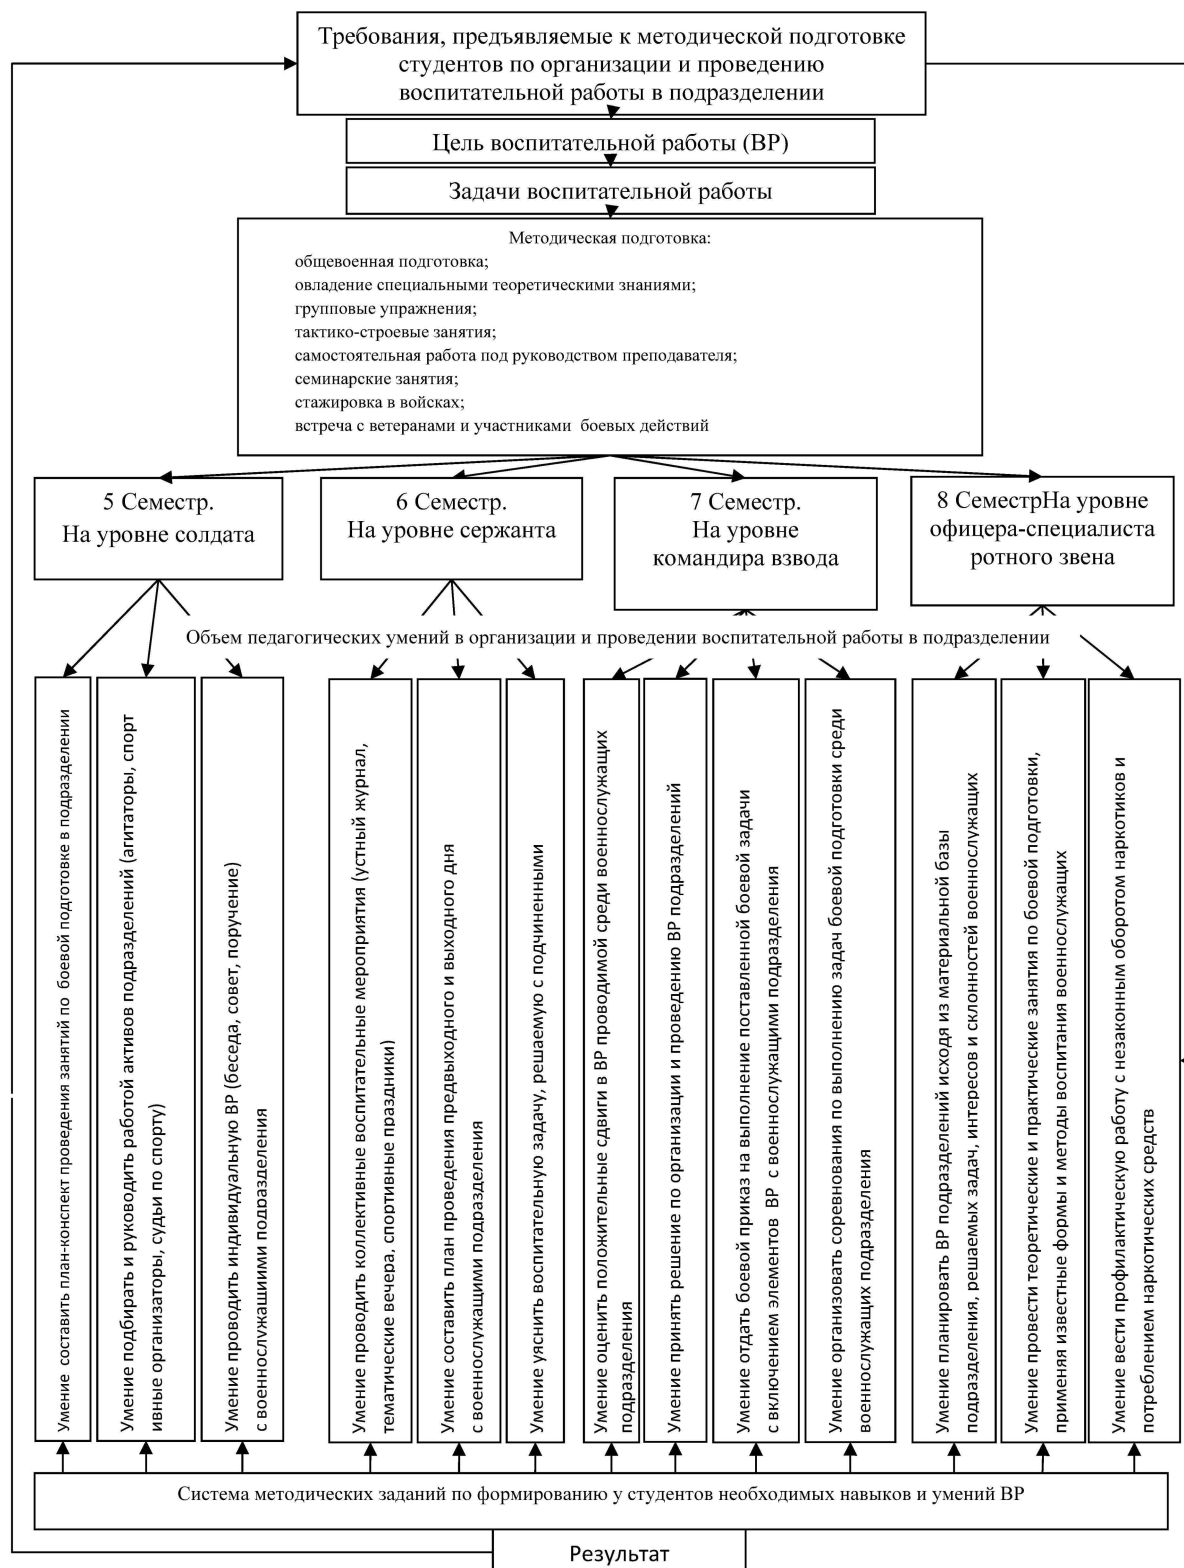 Требования, предъявляемые к методической подготовке
студентов по организации и проведению
воспитательной работы в подразделении
Цель воспитательной работы (ВР)
Задачи воспитательной работы
Методическая подготовка:
общевоенная подготовка;
овладение специальными теоретическими знаниями;
групповые упражнения;
тактико-строевые занятия;
самостоятельная работа под руководством преподавателя;
семинарские занятия;
стажировка в войсках;
встреча с ветеранами и участниками боевых действий
5 Семестр.
На уровне солдата
6 Семестр.
На уровне сержанта
7 Семестр.
На уровне
командира взвода
8 СеместрНа уровне
офицера-специалиста
ротного звена
Объем педагогических умений в организации и проведении воспитательной работы в подразделении
Умение составить план-конспект проведения занятий по боевой подготовке в подразделении
Умение подбирать и руководить работой активов подразделений (агитаторы, спорт
ивные организаторы, судьи по спорту)
Умение проводить индивидуальную ВР (беседа, совет, поручение)
с военнослужашиими подразделения
Умение проводить коллективные воспитательные мероприятия (устный журнал,
тематические вечера, спортивные праздники)
Умение составить план проведения предвыходного и выходного дня
с военнослужащими подразделения
Умение уяснить воспитательную задачу, решаемую с подчиненными
Умение оценить положительные сдвиги в ВР проводимой среди военнослужащих
подразделения
Умение принять решение по организации и проведению ВР подразделений
Умение отдать боевой приказ на выполнение поставленной боевой задачи
с включением элементов ВР с военнослужащими подразделения
Умение организовать соревнования по выполнению задач боевой подготовки среди
военнослужащих подразделения
Умение планировать ВР подразделений исходя из материальной базы
подразделения, решаемых задач, интересов и склонностей военнослужащих
Умение провести теоретические и практические занятия по боевой подготовки,
применяя известные формы и методы воспитания военнослужащих
Умение вести профилактическую работу с незаконным оборотом наркотиков и
потреблением наркотических средств
Система методических заданий по формированию у студентов необходимых навыков и умений ВР
Результат